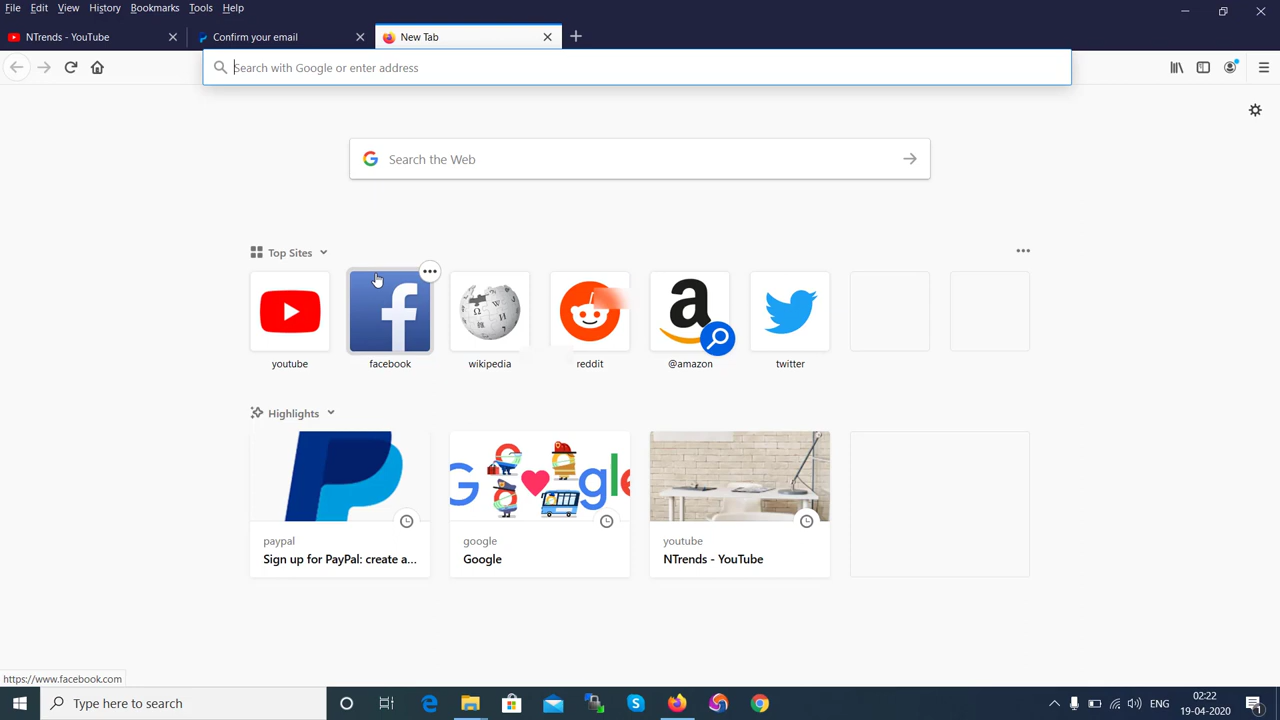 File Edit View History Bookmarks Tools Help
NTrends - YouTube
Confirm your email
New Tab
Search with Google or enter address
Search the Web
Top Sites
youtube
facebook
wikipedia
reddit
@amazon
twitter
Highlights
paypal
Sign up for PayPal: create a...
google
Google
youtube
NTrends - YouTube
https://www.facebook.com
Type here to search
02:22
19-04-2020
1